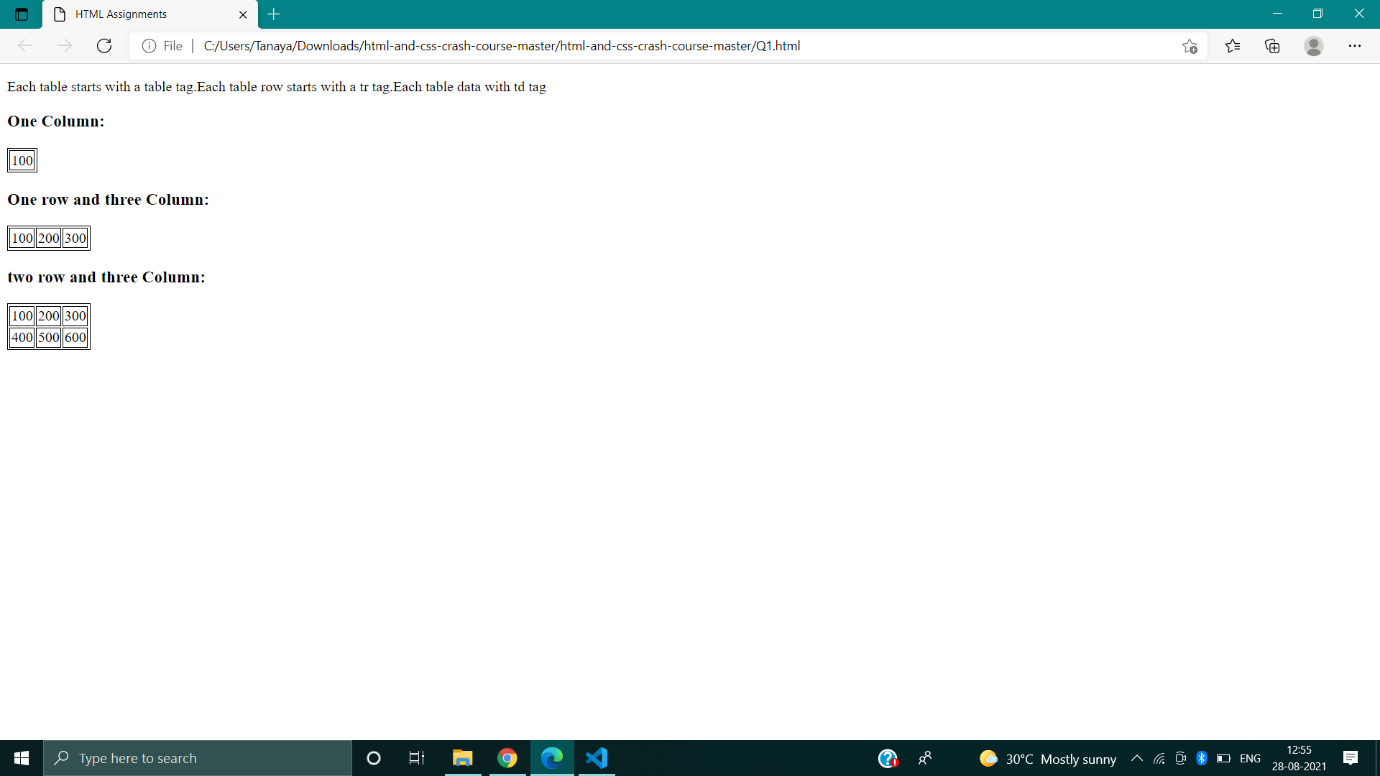 HTML Assignments
File | C:/Users/Tanaya/Downloads/html-and-css-crash-course-master/html-and-css-crash-course-master/Q1.html
Each table starts with a table tag.Each table row starts with a tr tag.Each table data with td tag
One Column:
100
One row and three Column:
100 200 300
two row and three Column:
100 200 300
400 500 600
Type here to search
30°C Mostly sunny
ENG
12:55
28-08-2021